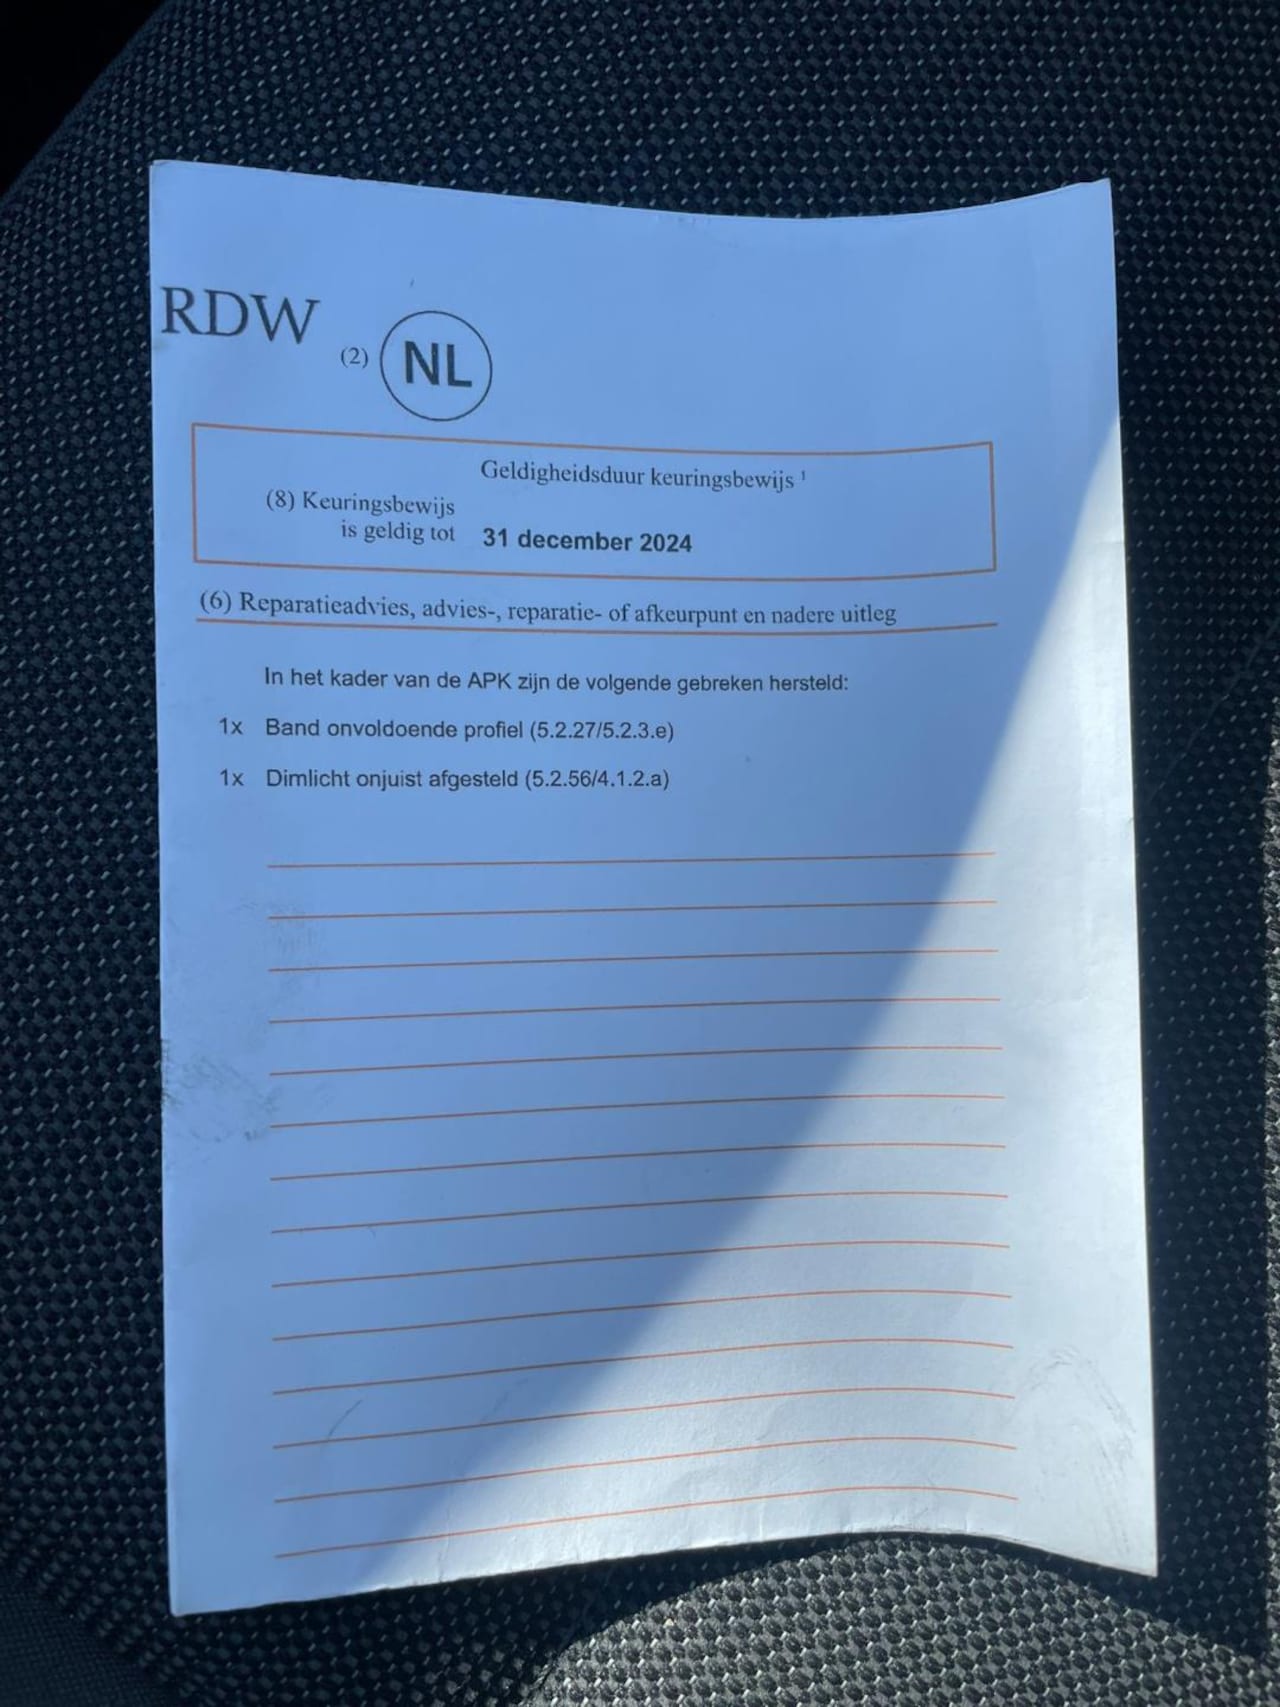 RDW
(2) NL
Geldigheidsduur keuringsbewijs ¹
(8) Keuringsbewijs
is geldig tot 31 december 2024
(6) Reparatieadvies, advies-, reparatie- of afkeurpunt en nadere uitleg
In het kader van de APK zijn de volgende gebreken hersteld:
1x Band onvoldoende profiel (5.2.27/5.2.3.e)
1x Dimlicht onjuist afgesteld (5.2.56/4.1.2.a)